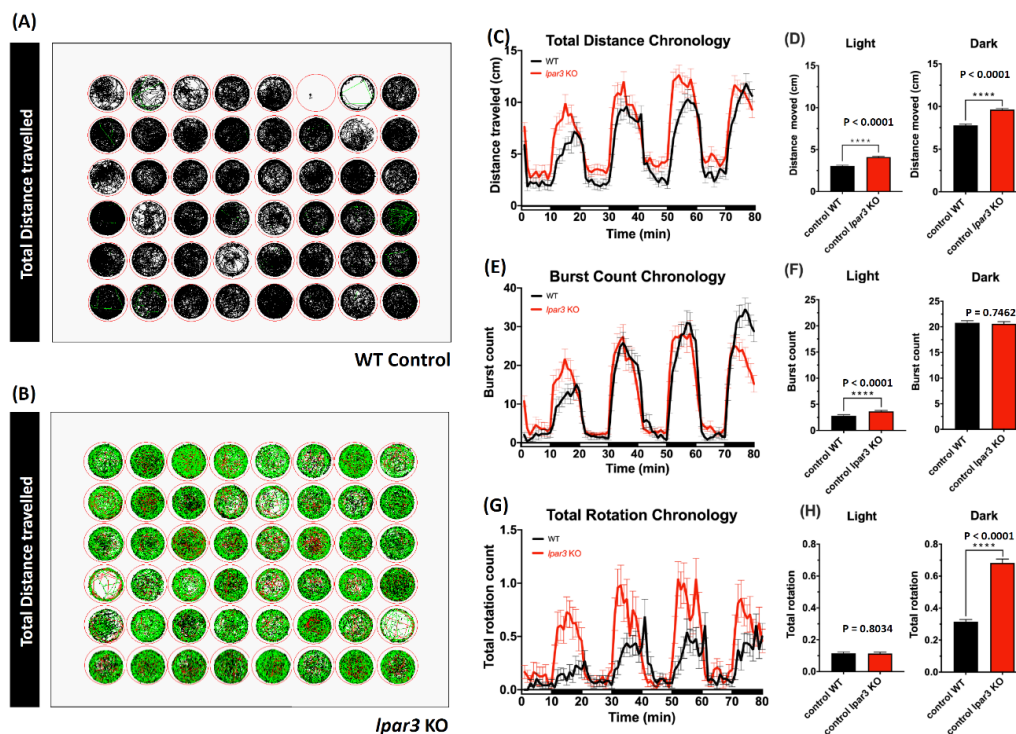 (A)
Total Distance travelled
WT Control
(B)
Total Distance travelled
lpar3 KO
(C)
Total Distance Chronology
WT
lpar3 KO
Distance traveled (cm)
15
10
5
0
0 10 20 30 40 50 60 70 80
Time (min)
(D)
Light
Distance moved (cm)
15
10
5
0
P < 0.0001
****
control WT
control lpar3 KO
Dark
Distance moved (cm)
15
10
5
0
P < 0.0001
****
control WT
control lpar3 KO
(E)
Burst Count Chronology
WT
lpar3 KO
Burst count
40
30
20
10
0
0 10 20 30 40 50 60 70 80
Time (min)
(F)
Light
Burst count
25
20
15
10
5
0
P < 0.0001
****
control WT
control lpar3 KO
Dark
Burst count
25
20
15
10
5
0
P = 0.7462
control WT
control lpar3 KO
(G)
Total Rotation Chronology
WT
lpar3 KO
Total rotation count
1.5
1.0
0.5
0.0
0 10 20 30 40 50 60 70 80
Time (min)
(H)
Light
Total rotation
0.8
0.6
0.4
0.2
0.0
P = 0.8034
control WT
control lpar3 KO
Dark
Total rotation
0.8
0.6
0.4
0.2
0.0
P < 0.0001
****
control WT
control lpar3 KO